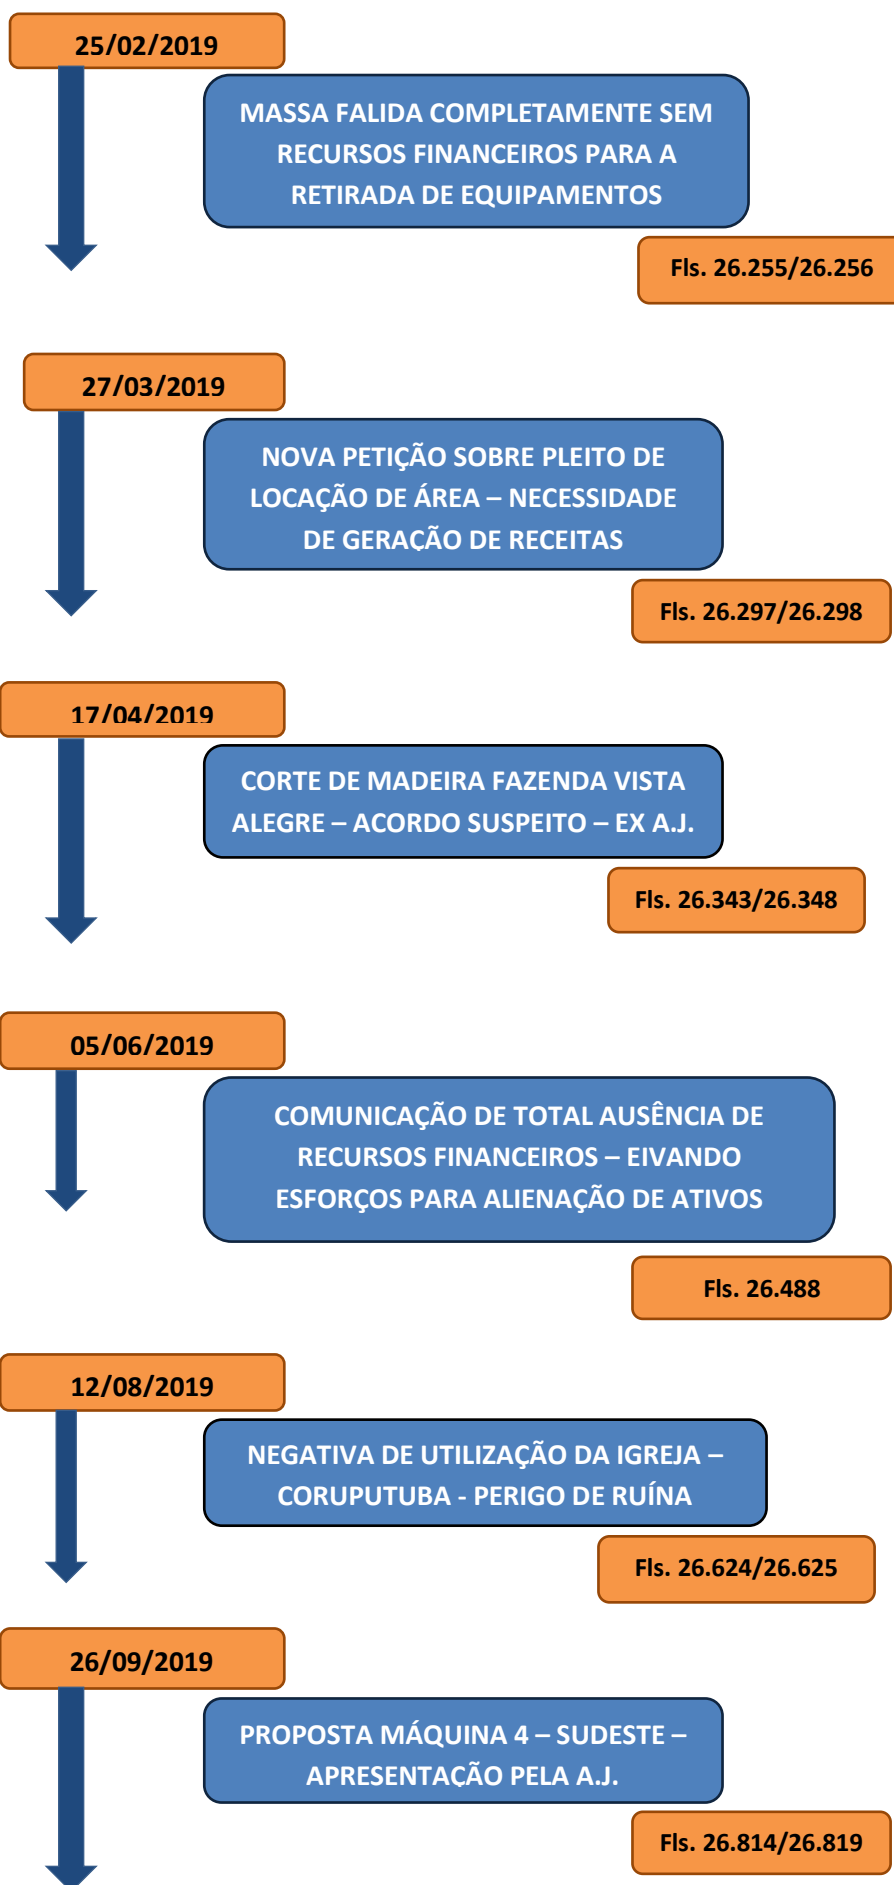 25/02/2019
MASSA FALIDA COMPLETAMENTE SEM
RECURSOS FINANCEIROS PARA A
RETIRADA DE EQUIPAMENTOS
Fls. 26.255/26.256
27/03/2019
NOVA PETIÇÃO SOBRE PLEITO DE
LOCAÇÃO DE ÁREA – NECESSIDADE
DE GERAÇÃO DE RECEITAS
Fls. 26.297/26.298
17/04/2019
CORTE DE MADEIRA FAZENDA VISTA
ALEGRE – ACORDO SUSPEITO – EX A.J.
Fls. 26.343/26.348
05/06/2019
COMUNICAÇÃO DE TOTAL AUSÊNCIA DE
RECURSOS FINANCEIROS – EIVANDO
ESFORÇOS PARA ALIENAÇÃO DE ATIVOS
Fls. 26.488
12/08/2019
NEGATIVA DE UTILIZAÇÃO DA IGREJA –
CORUPUTUBA - PERIGO DE RUÍNA
Fls. 26.624/26.625
26/09/2019
PROPOSTA MÁQUINA 4 – SUDESTE –
APRESENTAÇÃO PELA A.J.
Fls. 26.814/26.819